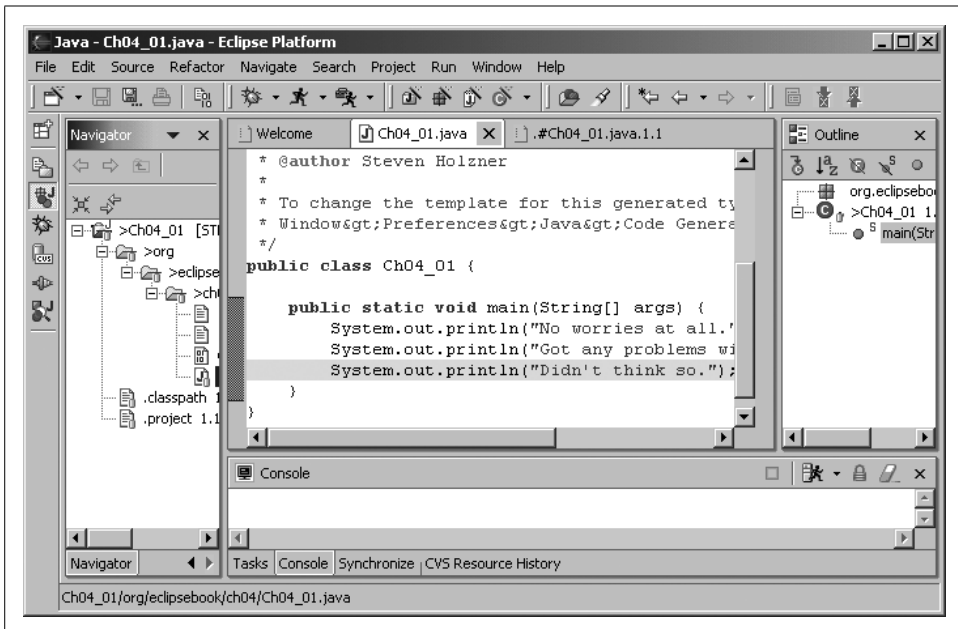 Java - Ch04_01.java - Eclipse Platform
File Edit Source Refactor Navigate Search Project Run Window Help
Navigator
>Ch04_01 [STI
>org
>eclipse
>ch
.classpath 1
.project 1.1
Navigator
Welcome Ch04_01.java .#Ch04_01.java.1.1
* @author Steven Holzner
*
* To change the template for this generated ty
* Window&gt;Preferences&gt;Java&gt;Code Genera
*/
public class Ch04_01 {
public static void main(String[] args) {
System.out.println("No worries at all."
System.out.println("Got any problems wi
System.out.println("Didn't think so.");
}
}
Outline
org.eclipsebo
>Ch04_01 1.
main(Str
Console
Tasks Console Synchronize CVS Resource History
Ch04_01/org/eclipsebook/ch04/Ch04_01.java